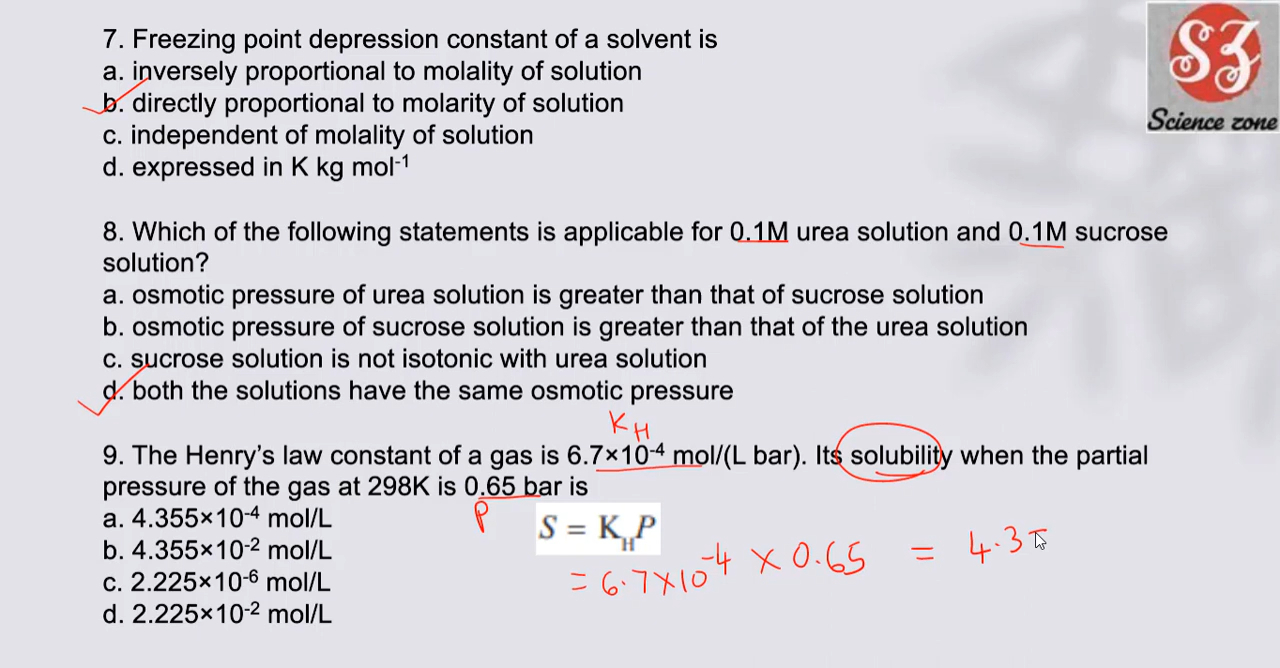 7. Freezing point depression constant of a solvent is
a. inversely proportional to molality of solution
b. directly proportional to molarity of solution
c. independent of molality of solution
d. expressed in K kg mol⁻¹
SZ
Science zone
8. Which of the following statements is applicable for 0.1M urea solution and 0.1M sucrose
solution?
a. osmotic pressure of urea solution is greater than that of sucrose solution
b. osmotic pressure of sucrose solution is greater than that of the urea solution
c. sucrose solution is not isotonic with urea solution
d. both the solutions have the same osmotic pressure
K_H
9. The Henry's law constant of a gas is 6.7×10⁻⁴ mol/(L bar). Its solubility when the partial
pressure of the gas at 298K is 0.65 bar is
P
a. 4.355×10⁻⁴ mol/L
b. 4.355×10⁻² mol/L
c. 2.225×10⁻⁶ mol/L
d. 2.225×10⁻² mol/L
S = K_H P
= 6.7×10⁻⁴ × 0.65 = 4.3